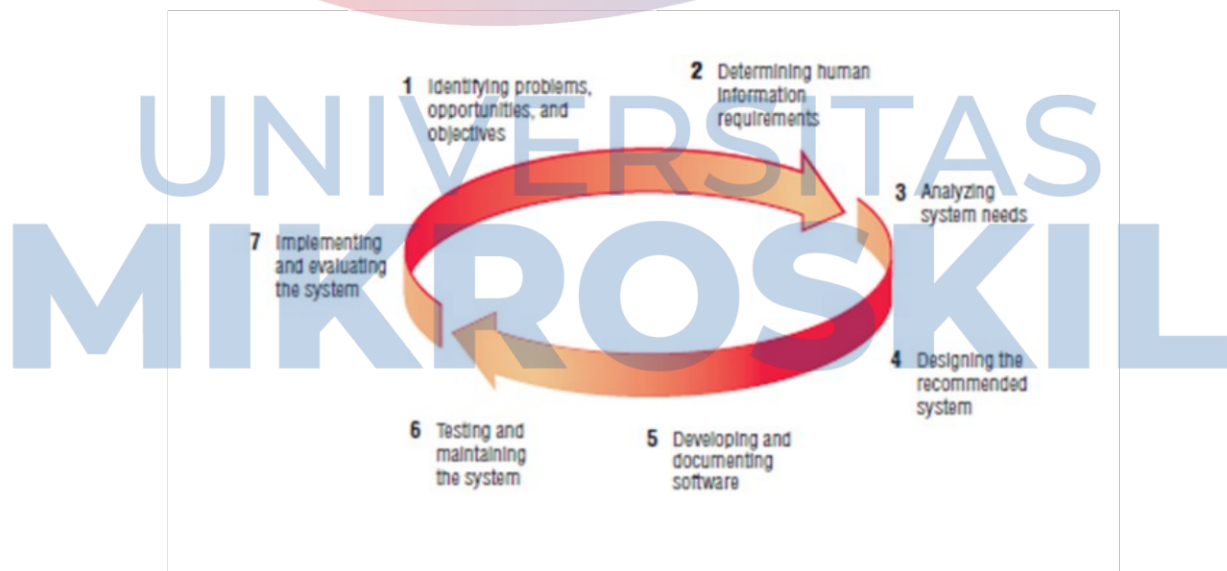 1 Identifying problems,
opportunities, and
objectives
2 Determining human
information
requirements
3 Analyzing
system needs
4 Designing the
recommended
system
5 Developing and
documenting
software
6 Testing and
maintaining
the system
7 Implementing
and evaluating
the system
UNIVERSITAS
MIKROSKIL